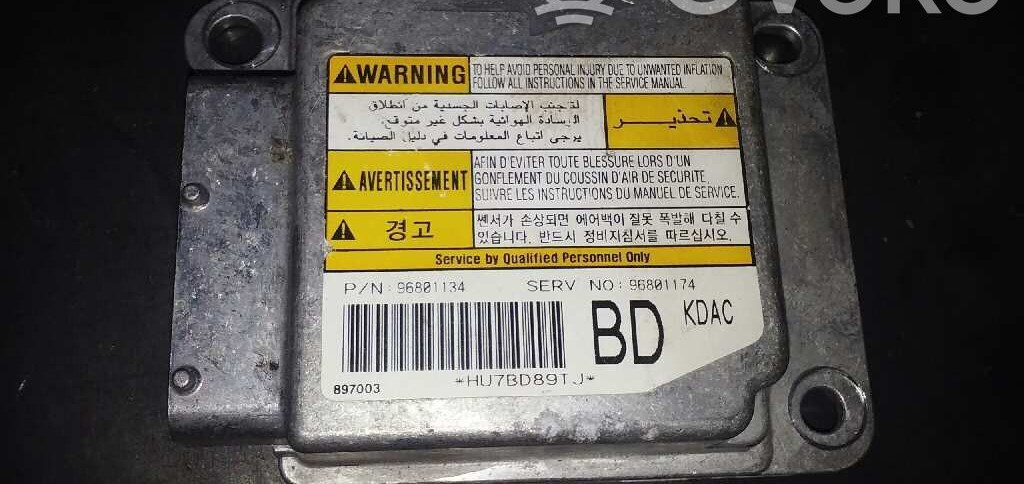 WARNING
TO HELP AVOID PERSONAL INJURY DUE TO UNWANTED INFLATION
FOLLOW ALL INSTRUCTIONS IN THE SERVICE MANUAL.
تحذير
لتجنب الإصابات الجسدية من انطلاق
الوسادة الهوائية بشكل غير متوقع.
يرجى اتباع المعلومات في دليل الصيانة.
AVERTISSEMENT
AFIN D'EVITER TOUTE BLESSURE LORS D'UN
GONFLEMENT DU COUSSIN D'AIR DE SECURITE,
SUIVRE LES INSTRUCTIONS DU MANUEL DE SERVICE.
경고
쎈서가 손상되면 에어백이 잘못 폭발해 다칠 수
있습니다. 반드시 정비지침서를 따르십시오.
Service by Qualified Personnel Only
P/N: 96801134 SERV NO: 96801174
BD KDAC
*HU7BD89TJ*
897003